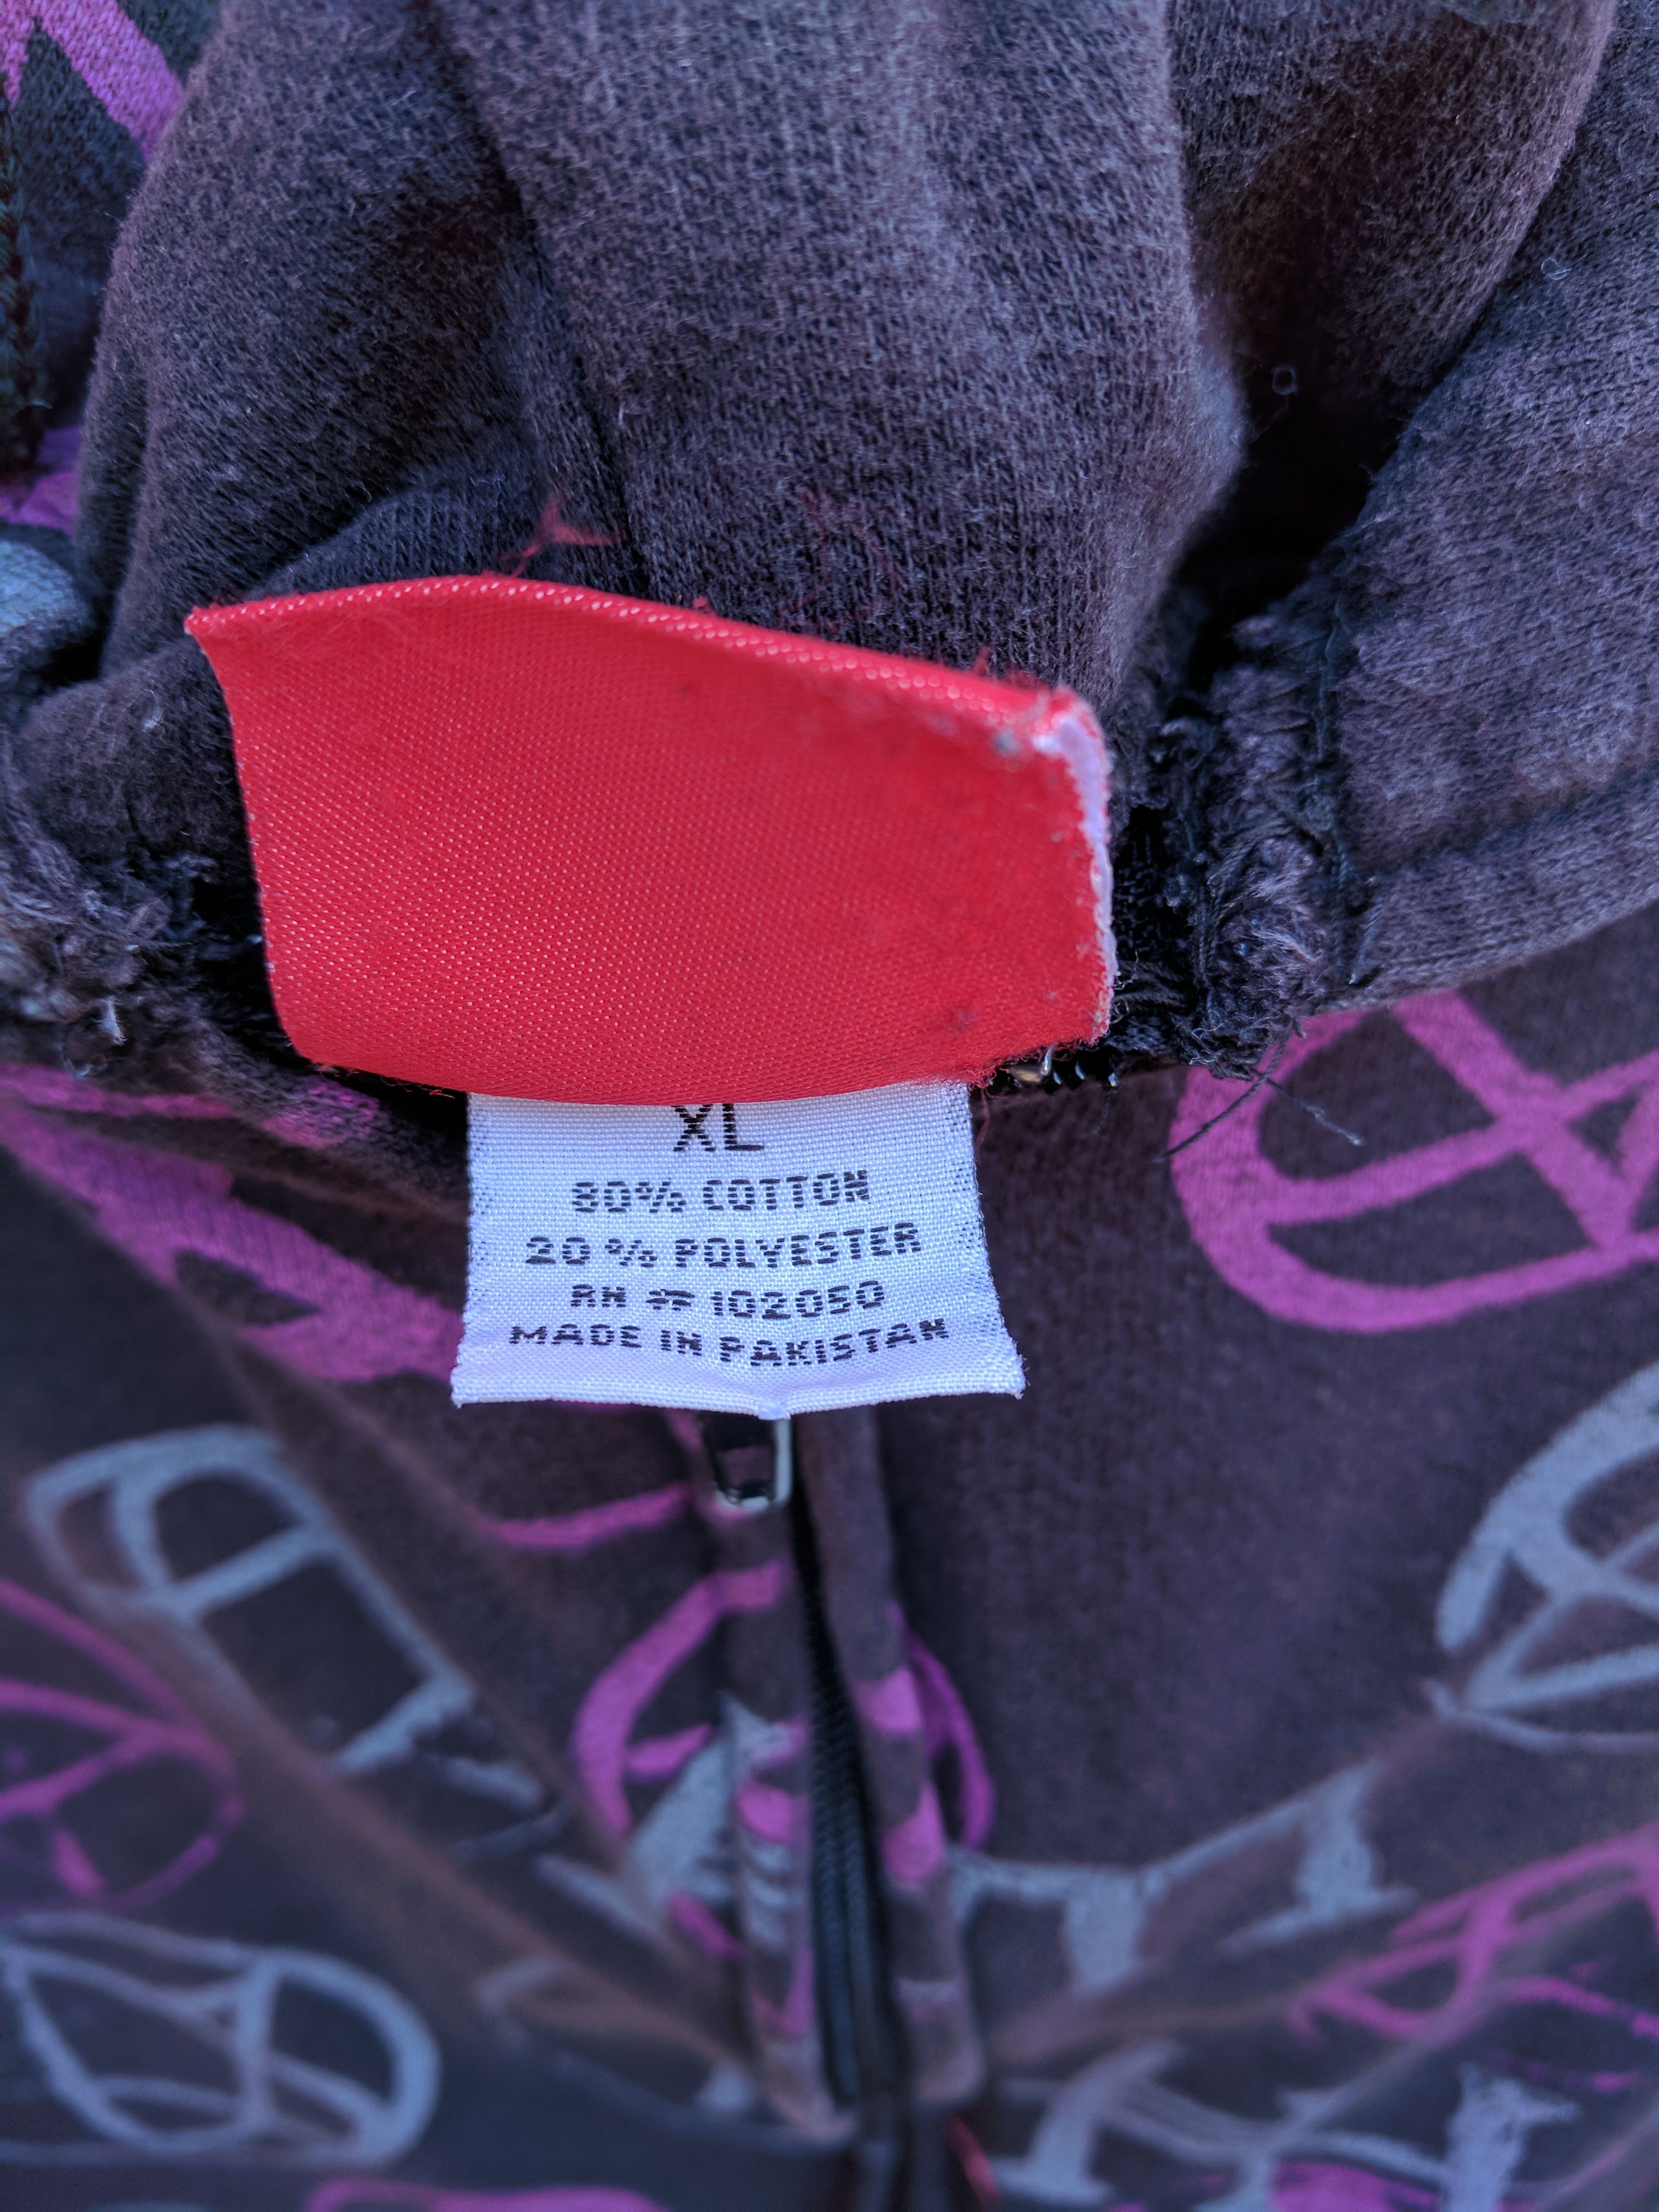 XL
80% COTTON
20% POLYESTER
RN # 102050
MADE IN PAKISTAN